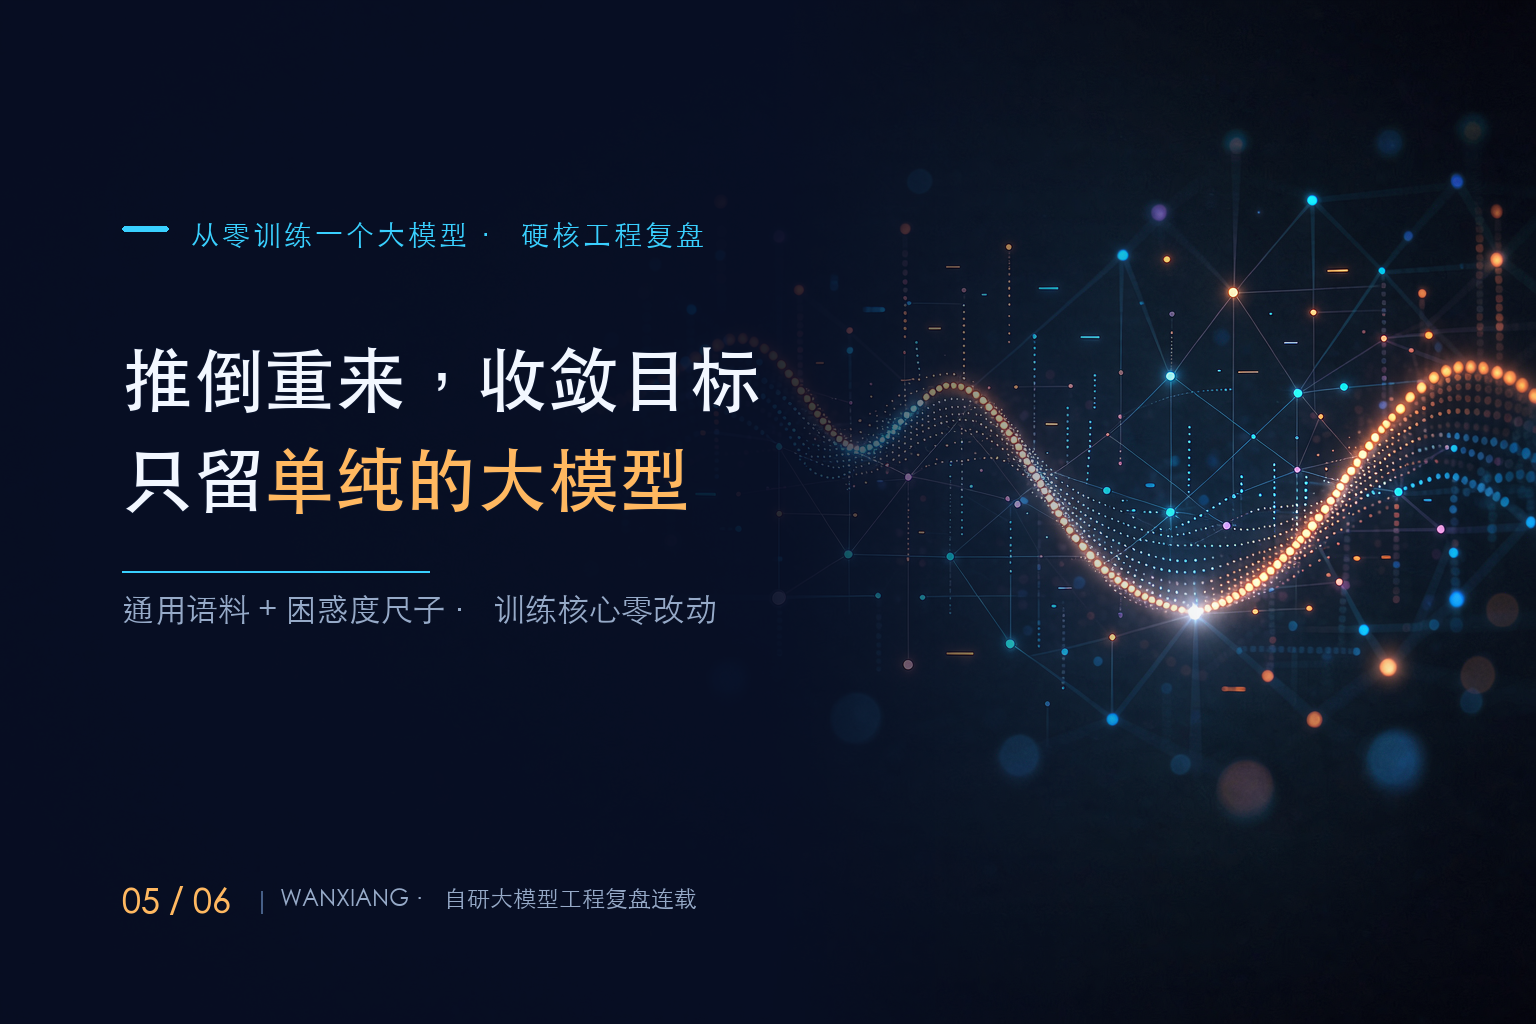 从零训练一个大模型 · 硬核工程复盘
推倒重来，收敛目标
只留单纯的大模型
通用语料 + 困惑度尺子 · 训练核心零改动
05 / 06 | WANXIANG · 自研大模型工程复盘连载